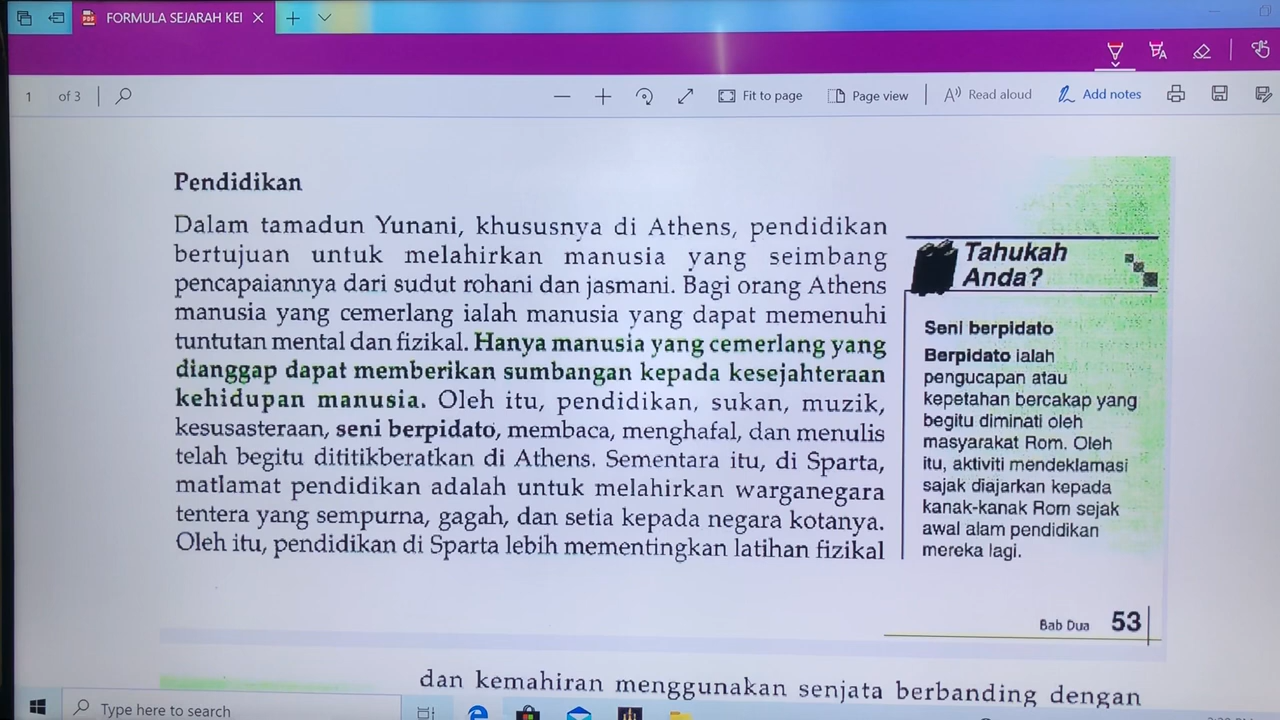 FORMULA SEJARAH KEI
1 of 3
Fit to page
Page view
Read aloud
Add notes
Pendidikan
Dalam tamadun Yunani, khususnya di Athens, pendidikan
bertujuan untuk melahirkan manusia yang seimbang
pencapaiannya dari sudut rohani dan jasmani. Bagi orang Athens
manusia yang cemerlang ialah manusia yang dapat memenuhi
tuntutan mental dan fizikal. Hanya manusia yang cemerlang yang
dianggap dapat memberikan sumbangan kepada kesejahteraan
kehidupan manusia. Oleh itu, pendidikan, sukan, muzik,
kesusasteraan, seni berpidato, membaca, menghafal, dan menulis
telah begitu dititikberatkan di Athens. Sementara itu, di Sparta,
matlamat pendidikan adalah untuk melahirkan warganegara
tentera yang sempurna, gagah, dan setia kepada negara kotanya.
Oleh itu, pendidikan di Sparta lebih mementingkan latihan fizikal
Tahukah
Anda?
Seni berpidato
Berpidato ialah
pengucapan atau
kepetahan bercakap yang
begitu diminati oleh
masyarakat Rom. Oleh
itu, aktiviti mendeklamasi
sajak diajarkan kepada
kanak-kanak Rom sejak
awal alam pendidikan
mereka lagi.
Bab Dua 53
dan kemahiran menggunakan senjata berbanding dengan
Type here to search